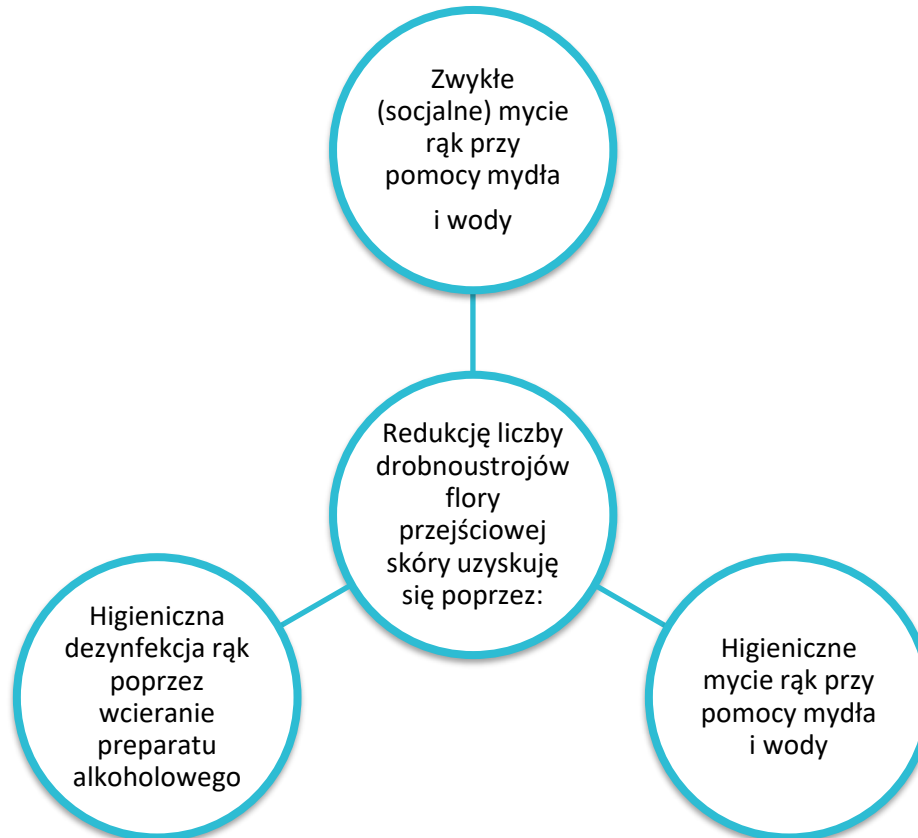 Zwykłe
(socjalne) mycie
rąk przy
pomocy mydła
i wody
Redukcję liczby
drobnoustrojów
flory
przejściowej
skóry uzyskuję
się poprzez:
Higieniczna
dezynfekcja rąk
poprzez
wcieranie
preparatu
alkoholowego
Higieniczne
mycie rąk przy
pomocy mydła
i wody